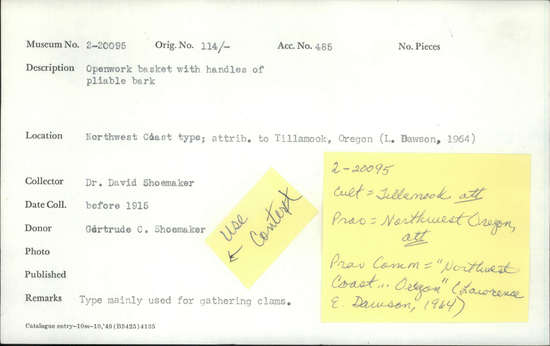 Museum No. 2-20095 Orig. No. 114/- Acc. No. 485 No. Pieces
Description Openwork basket with handles of
pliable bark
Location Northwest Coast type; attrib. to Tillamook, Oregon (L. Dawson, 1964)
Collector Dr. David Shoemaker
Date Coll. before 1915
Donor Gertrude C. Shoemaker
Photo
Published
Remarks Type mainly used for gathering clams.
Catalogue entry-10m-10,'48 (B2425)4135
Use
← Context
2-20095
Cult = Tillamook att
Prov = Northwest Oregon,
att
Prov Comm = "Northwest
Coast... Oregon" (Lawrence
E. Dawson, 1964)